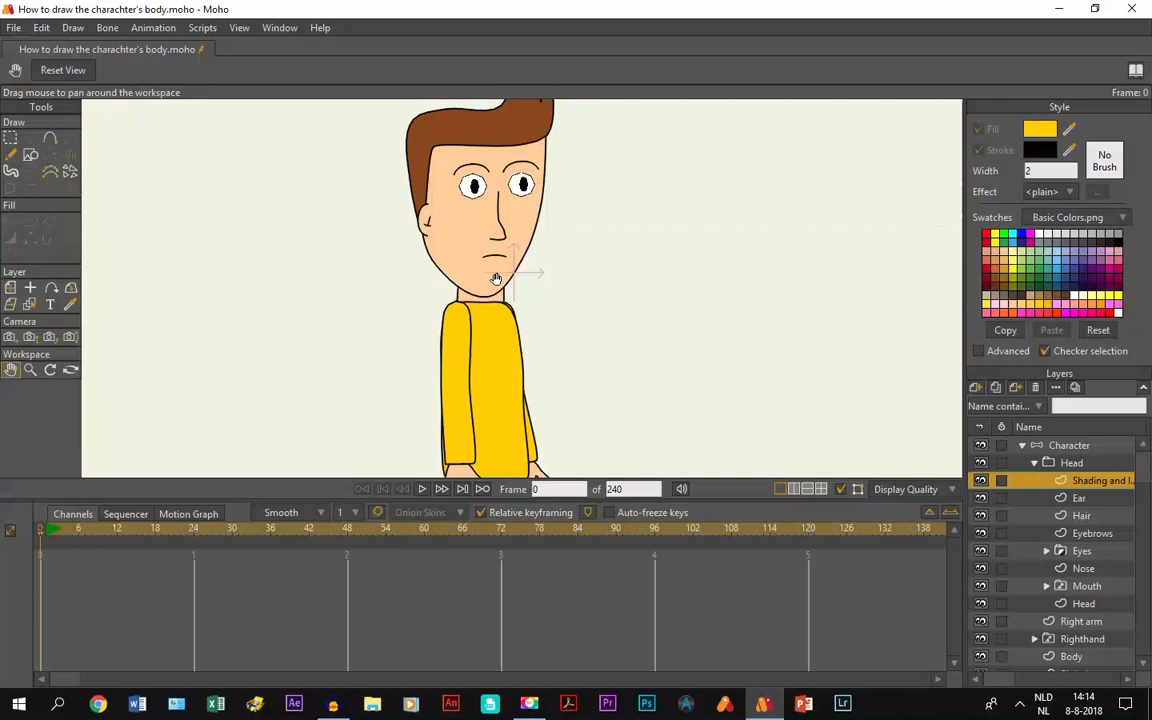 How to draw the charachter's body.moho - Moho
File Edit Draw Bone Animation Scripts View Window Help
How to draw the charachter's body.moho
Reset View
Drag mouse to pan around the workspace
Frame: 0
Tools
Draw
Fill
Layer
Camera
Workspace
Style
Fill
Stroke
No
Brush
Width 2
Effect <plain> ...
Swatches Basic Colors.png
Copy Paste Reset
Advanced Checker selection
Layers
Name contai...
Name
Character
Head
Shading and l..
Ear
Hair
Eyebrows
Eyes
Nose
Mouth
Head
Right arm
Righthand
Body
Frame 0 of 240 Display Quality
Channels Sequencer Motion Graph Smooth 1 Onion Skins Relative keyframing Auto-freeze keys
0 6 12 18 24 30 36 42 48 54 60 66 72 78 84 90 96 102 108 114 120 126 132 138
0 1 2 3 4 5
NLD 14:14
NL 8-8-2018